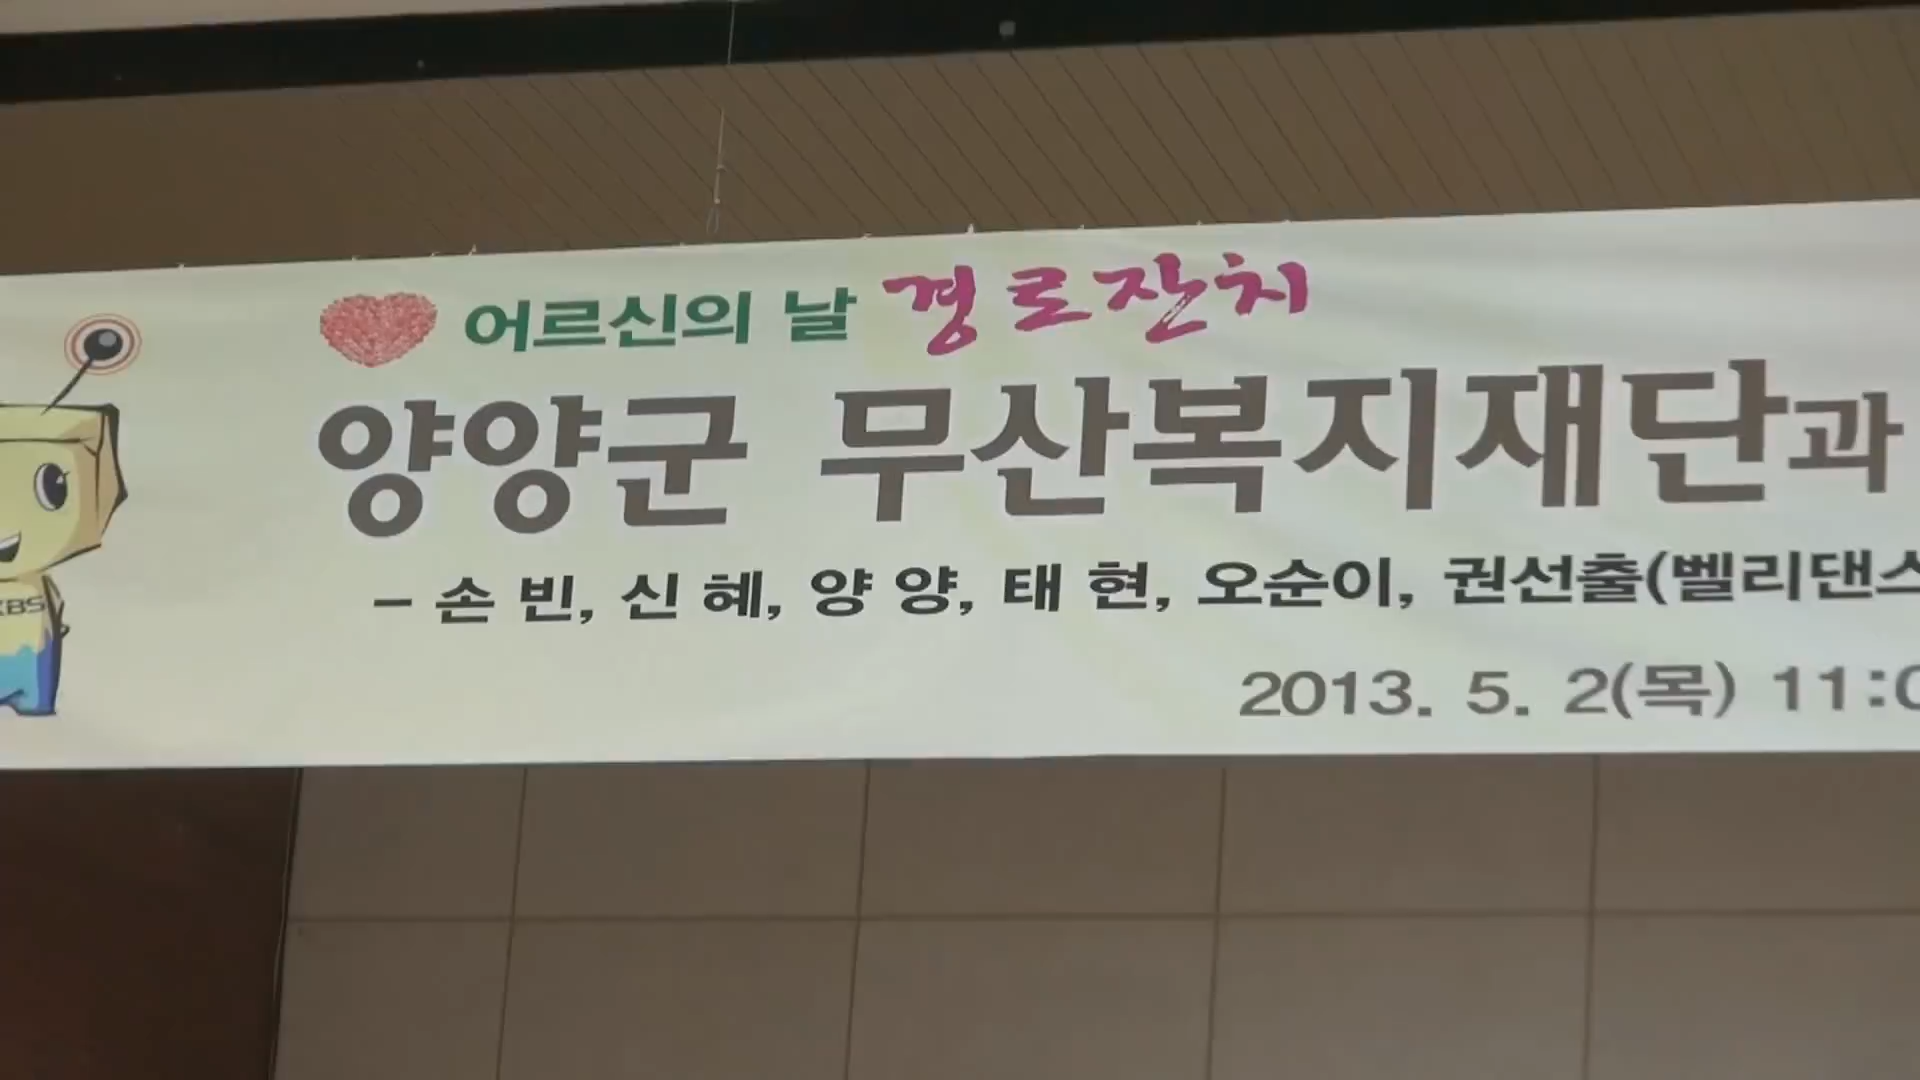 어르신의 날 경로잔치
양양군 무산복지재단과
- 손 빈, 신 혜, 양 양, 태 현, 오순이, 권선출(벨리댄스
2013. 5. 2(목) 11:0
KBS